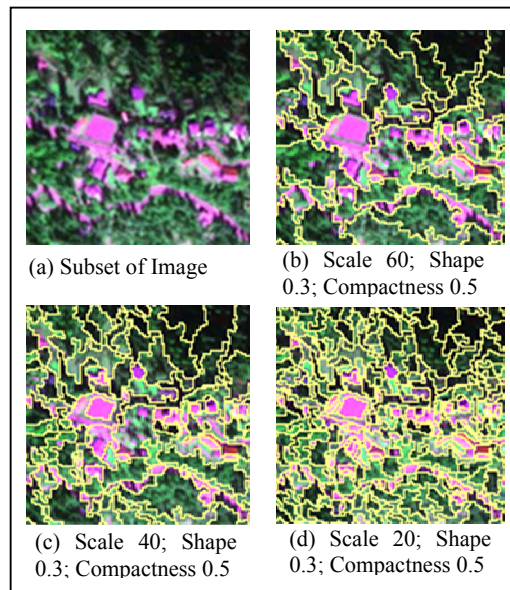 (a) Subset of Image
(b) Scale 60; Shape
0.3; Compactness 0.5
(c) Scale 40; Shape
0.3; Compactness 0.5
(d) Scale 20; Shape
0.3; Compactness 0.5